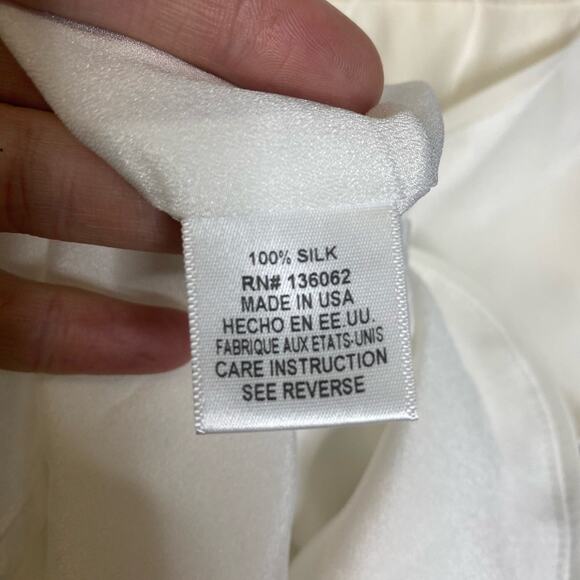 100% SILK
RN# 136062
MADE IN USA
HECHO EN EE.UU.
FABRIQUE AUX ETATS-UNIS
CARE INSTRUCTION
SEE REVERSE